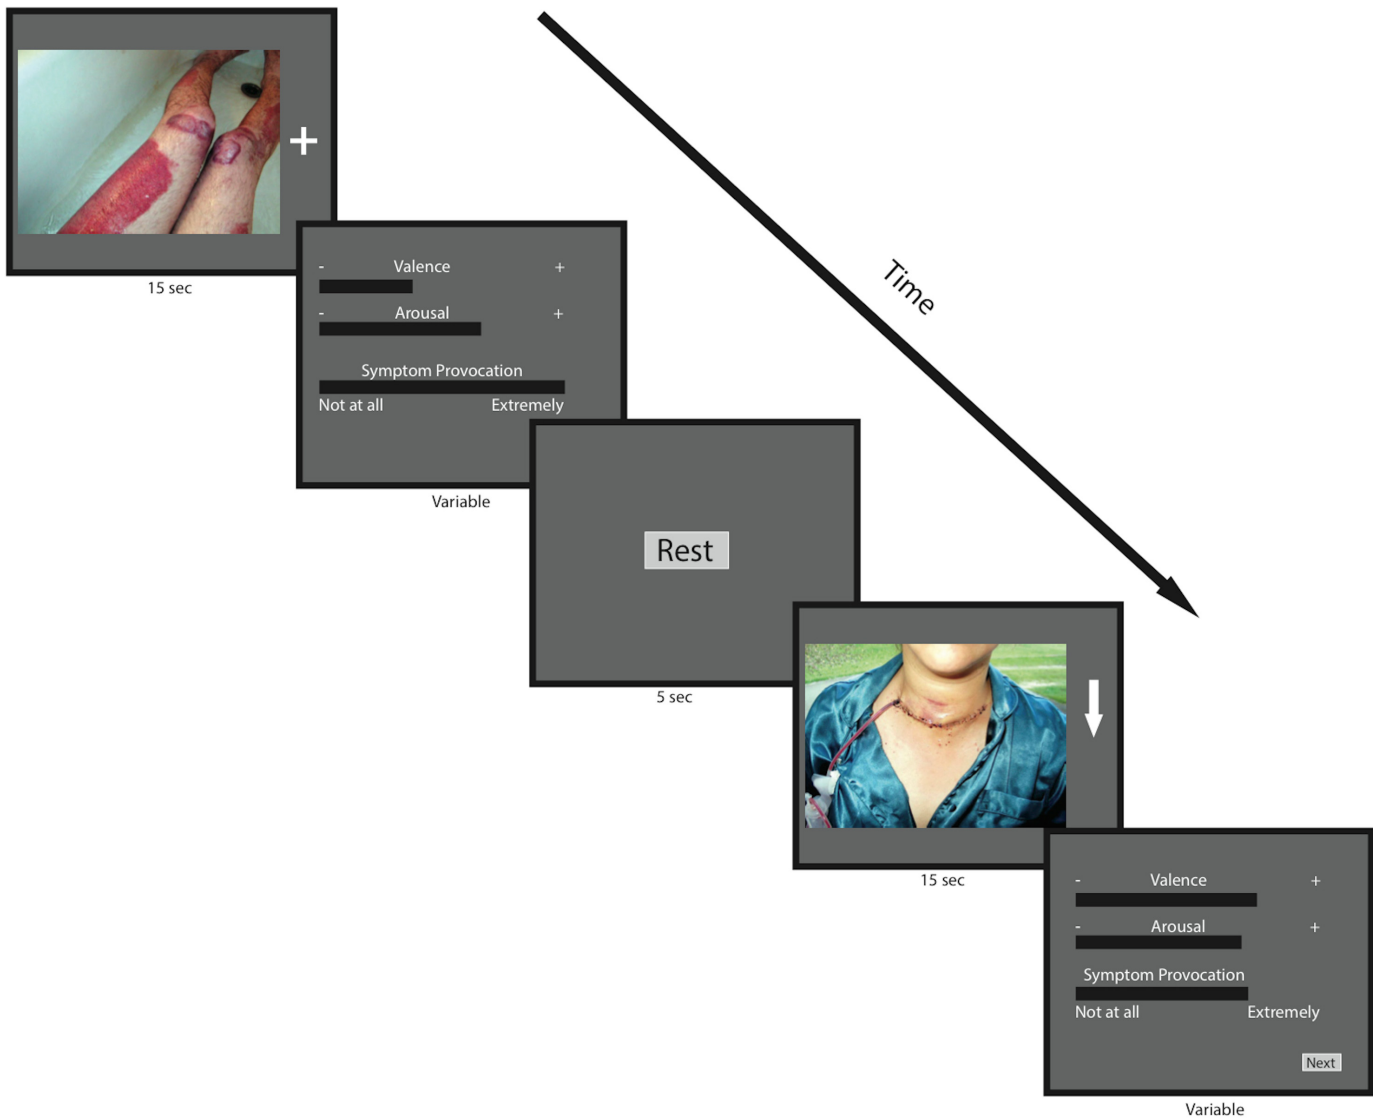 15 sec
- Valence +
- Arousal +
Symptom Provocation
Not at all Extremely
Variable
Time
Rest
5 sec
15 sec
- Valence +
- Arousal +
Symptom Provocation
Not at all Extremely
Next
Variable